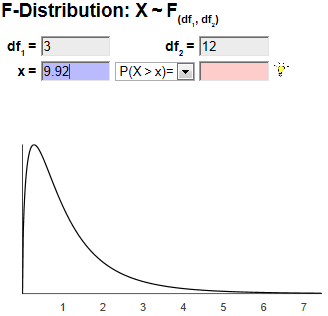 F-Distribution: X ~ F(df₁, df₂)
df₁ = 3 df₂ = 12
x = 9.92 P(X > x)=
1 2 3 4 5 6 7